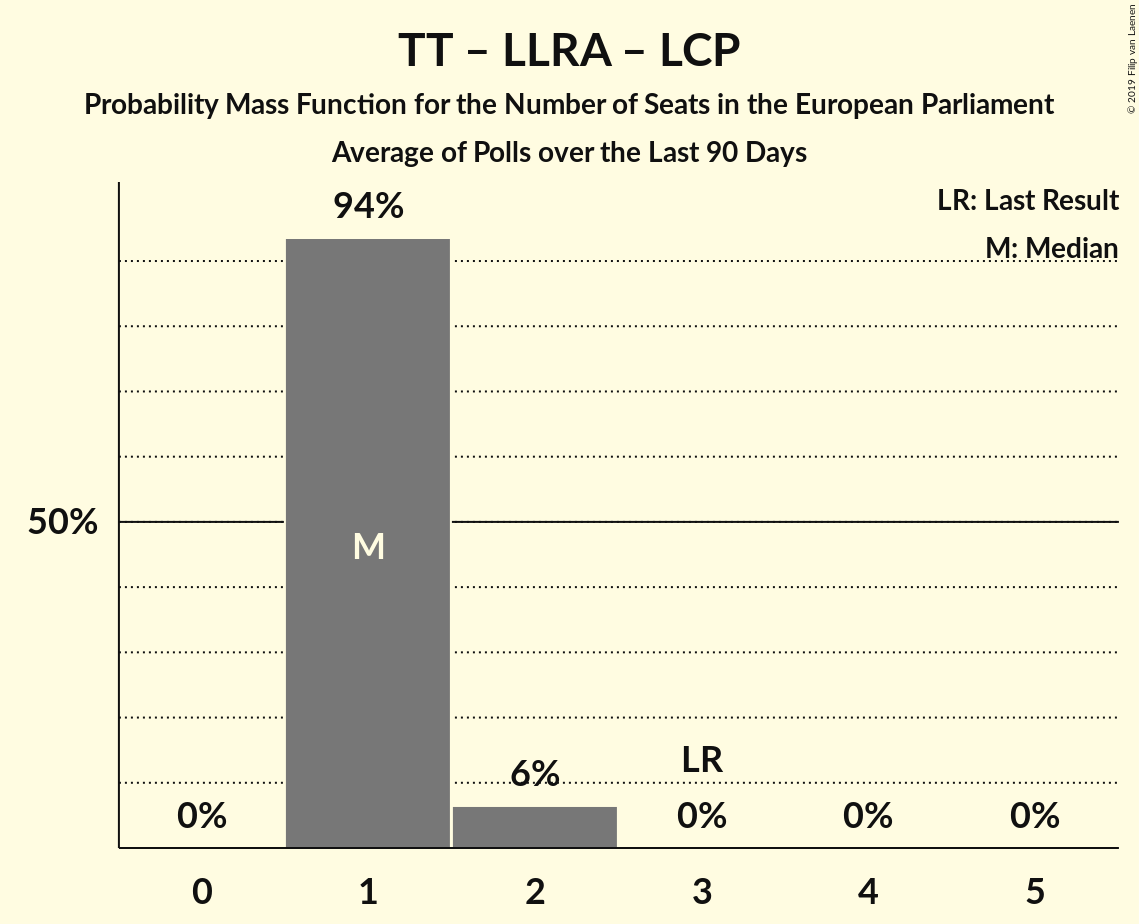 TT – LLRA – LCP
Probability Mass Function for the Number of Seats in the European Parliament
Average of Polls over the Last 90 Days
© 2019 Filip van Laenen
LR: Last Result
M: Median
94%
50%
M
6%
LR
0%
0%
0%
0%
0
1
2
3
4
5